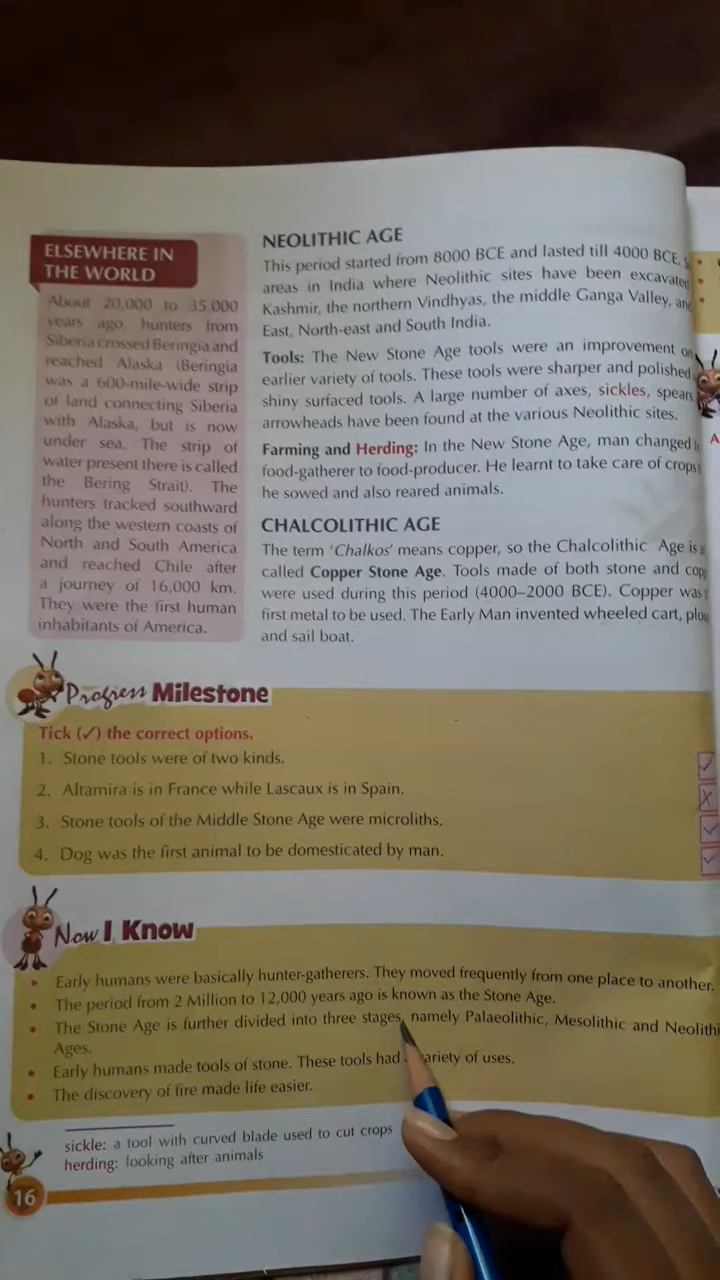 ELSEWHERE IN
THE WORLD
About 20,000 to 35,000
years ago, hunters from
Siberia crossed Beringia and
reached Alaska (Beringia
was a 600-mile-wide strip
of land connecting Siberia
with Alaska, but is now
under sea. The strip of
water present there is called
the Bering Strait). The
hunters tracked southward
along the western coasts of
North and South America
and reached Chile after
a journey of 16,000 km.
They were the first human
inhabitants of America.
NEOLITHIC AGE
This period started from 8000 BCE and lasted till 4000 BCE.
areas in India where Neolithic sites have been excavated
Kashmir, the northern Vindhyas, the middle Ganga Valley,
East, North-east and South India.
Tools: The New Stone Age tools were an improvement on
earlier variety of tools. These tools were sharper and polished
shiny surfaced tools. A large number of axes, sickles, spears
arrowheads have been found at the various Neolithic sites.
Farming and Herding: In the New Stone Age, man changed
food-gatherer to food-producer. He learnt to take care of crops
he sowed and also reared animals.
CHALCOLITHIC AGE
The term 'Chalkos' means copper, so the Chalcolithic Age is
called Copper Stone Age. Tools made of both stone and
were used during this period (4000–2000 BCE). Copper was
first metal to be used. The Early Man invented wheeled cart,
and sail boat.
Progress Milestone
Tick (✓) the correct options.
1. Stone tools were of two kinds. ✓
2. Altamira is in France while Lascaux is in Spain. X
3. Stone tools of the Middle Stone Age were microliths. ✓
4. Dog was the first animal to be domesticated by man. ✓
Now I Know
• Early humans were basically hunter-gatherers. They moved frequently from one place to another.
• The period from 2 Million to 12,000 years ago is known as the Stone Age.
• The Stone Age is further divided into three stages, namely Palaeolithic, Mesolithic and
Ages.
• Early humans made tools of stone. These tools had of uses.
• The discovery of fire made life easier.
sickle: a tool with curved blade used to cut crops
herding: looking after animals
16